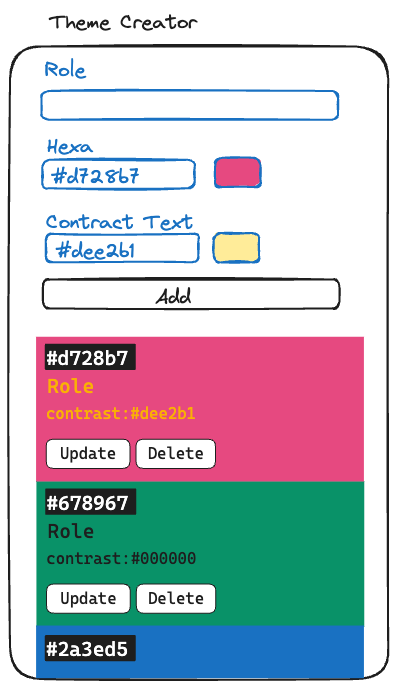 Theme Creator
Role
Hexa
#d728b7
Contract Text
#dee2b1
Add
#d728b7
Role
contrast:#dee2b1
Update Delete
#678967
Role
contrast:#000000
Update Delete
#2a3ed5